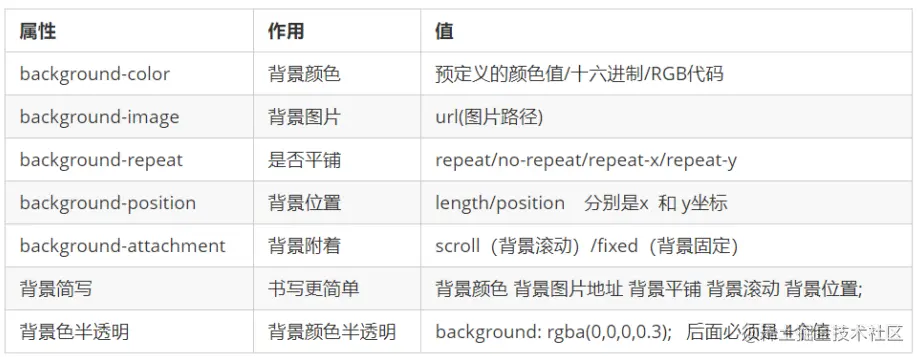 属性 作用 值
background-color 背景颜色 预定义的颜色值/十六进制/RGB代码
background-image 背景图片 url(图片路径)
background-repeat 是否平铺 repeat/no-repeat/repeat-x/repeat-y
background-position 背景位置 length/position 分别是x 和 y坐标
background-attachment 背景附着 scroll（背景滚动）/fixed（背景固定）
背景简写 书写更简单 背景颜色 背景图片地址 背景平铺 背景滚动 背景位置;
背景色半透明 背景颜色半透明 background: rgba(0,0,0,0.3); 后面必须是 4个值
@稀土掘金技术社区